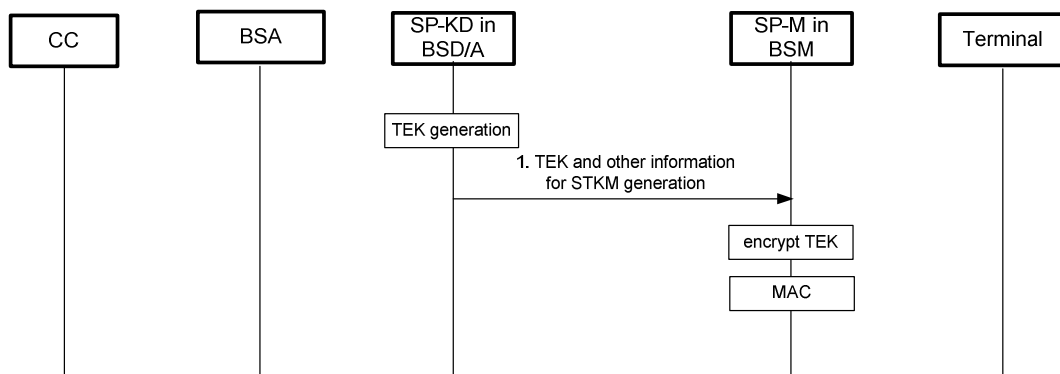 CC
BSA
SP-KD in
BSD/A
SP-M in
BSM
Terminal
TEK generation
1. TEK and other information
for STKM generation
encrypt TEK
MAC